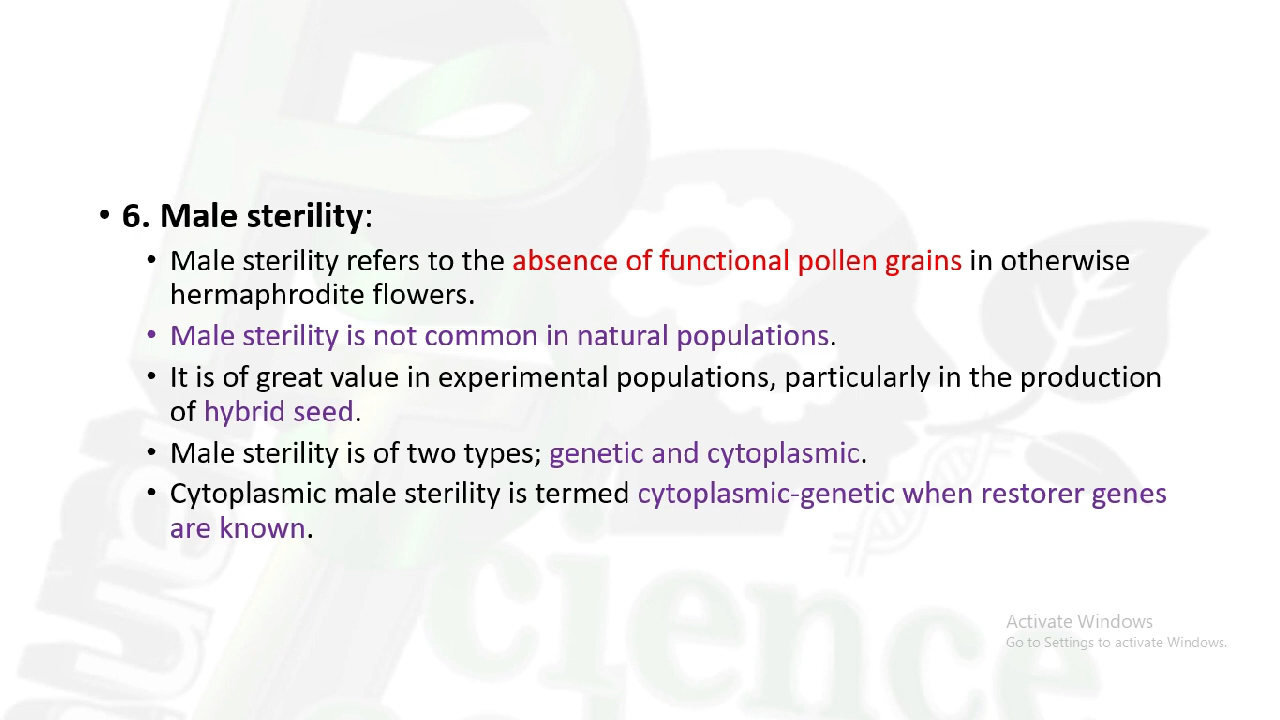 • 6. Male sterility:
• Male sterility refers to the absence of functional pollen grains in otherwise
hermaphrodite flowers.
• Male sterility is not common in natural populations.
• It is of great value in experimental populations, particularly in the production
of hybrid seed.
• Male sterility is of two types; genetic and cytoplasmic.
• Cytoplasmic male sterility is termed cytoplasmic-genetic when restorer genes
are known.
cience
Activate Windows
Go to Settings to activate Windows.